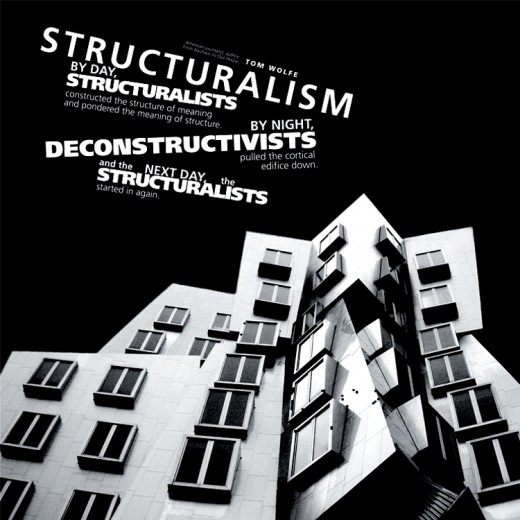 STRUCTURALISM
American journalist, author
From Bauhaus to Our House
TOM WOLFE
BY DAY,
STRUCTURALISTS
constructed the structure of meaning
and pondered the meaning of structure.
BY NIGHT,
DECONSTRUCTIVISTS
pulled the cortical
edifice down.
and the NEXT DAY, the
STRUCTURALISTS
started in again.